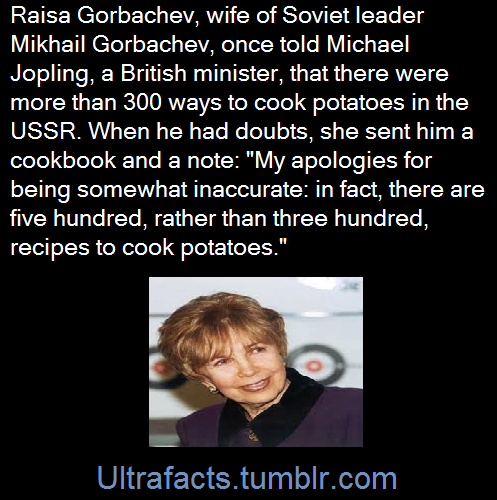 Raisa Gorbachev, wife of Soviet leader
Mikhail Gorbachev, once told Michael
Jopling, a British minister, that there were
more than 300 ways to cook potatoes in the
USSR. When he had doubts, she sent him a
cookbook and a note: "My apologies for
being somewhat inaccurate: in fact, there are
five hundred, rather than three hundred,
recipes to cook potatoes."
Ultrafacts.tumblr.com